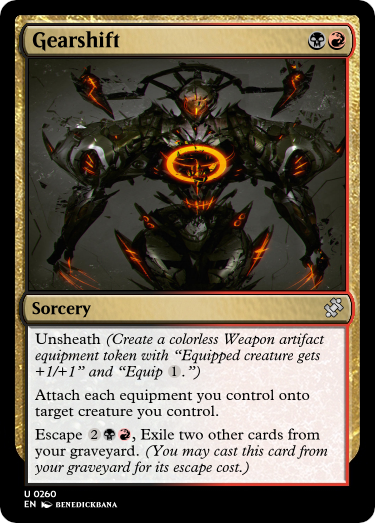 Gearshift
Sorcery
Unsheath (Create a colorless Weapon artifact
equipment token with “Equipped creature gets
+1/+1” and “Equip 1.”)
Attach each equipment you control onto
target creature you control.
Escape 2, Exile two other cards from
your graveyard. (You may cast this card from
your graveyard for its escape cost.)
U 0260
EN BENEDICKBANA